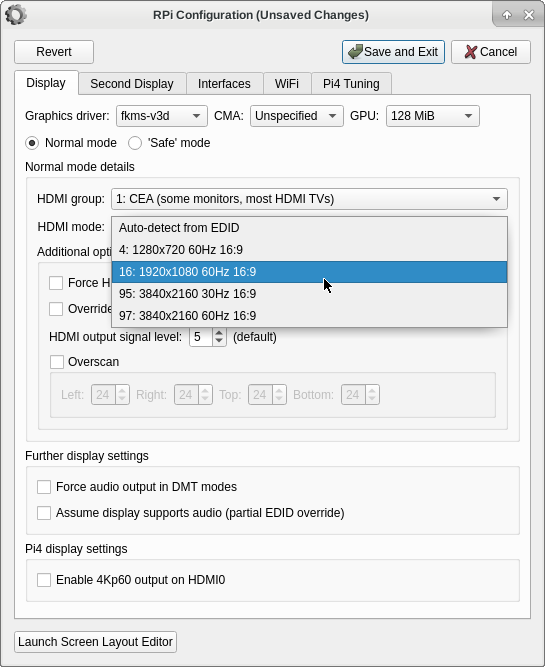 RPi Configuration (Unsaved Changes)
Revert Save and Exit Cancel
Display Second Display Interfaces WiFi Pi4 Tuning
Graphics driver: fkms-v3d CMA: Unspecified GPU: 128 MiB
Normal mode 'Safe' mode
Normal mode details
HDMI group: 1: CEA (some monitors, most HDMI TVs)
HDMI mode: Auto-detect from EDID
4: 1280x720 60Hz 16:9
Additional opti
16: 1920x1080 60Hz 16:9
Force H
95: 3840x2160 30Hz 16:9
Override
97: 3840x2160 60Hz 16:9
HDMI output signal level: 5 (default)
Overscan
Left: 24 Right: 24 Top: 24 Bottom: 24
Further display settings
Force audio output in DMT modes
Assume display supports audio (partial EDID override)
Pi4 display settings
Enable 4Kp60 output on HDMI0
Launch Screen Layout Editor